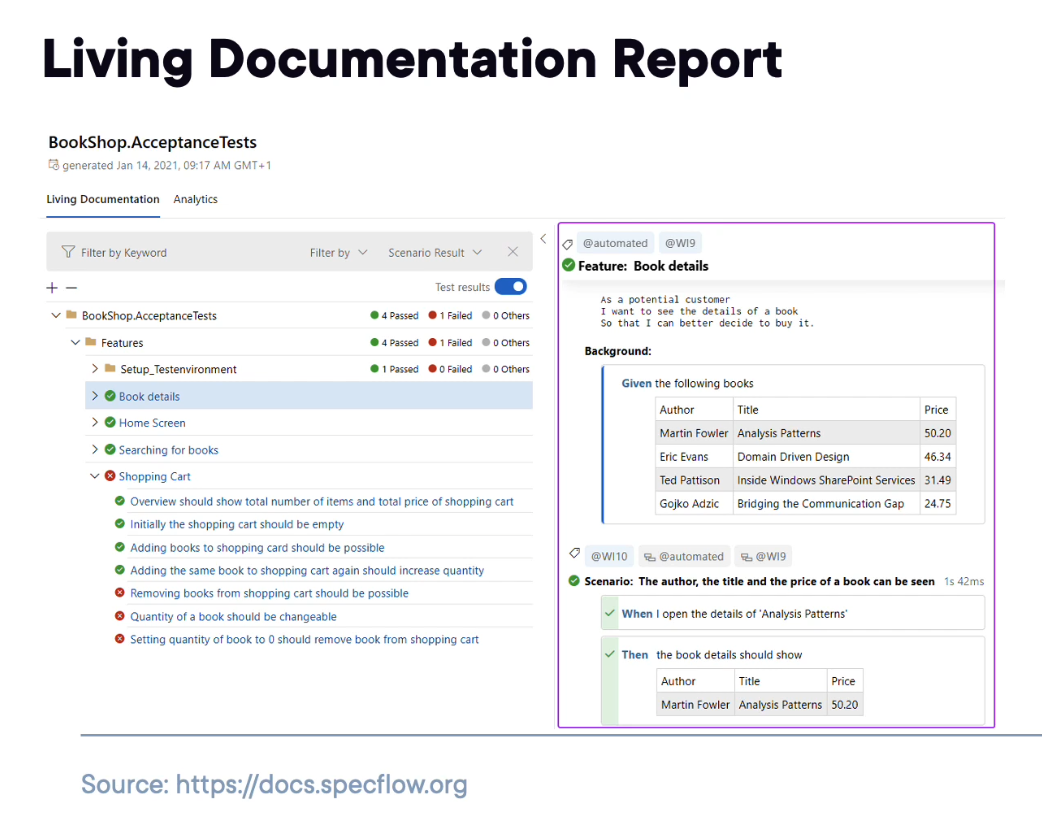 Living Documentation Report
BookShop.AcceptanceTests
generated Jan 14, 2021, 09:17 AM GMT+1
Living Documentation Analytics
Filter by Keyword Filter by Scenario Result
Test results
BookShop.AcceptanceTests 4 Passed 1 Failed 0 Others
Features 4 Passed 1 Failed 0 Others
Setup_Testenvironment 1 Passed 0 Failed 0 Others
Book details
Home Screen
Searching for books
Shopping Cart
Overview should show total number of items and total price of shopping cart
Initially the shopping cart should be empty
Adding books to shopping card should be possible
Adding the same book to shopping cart again should increase quantity
Removing books from shopping cart should be possible
Quantity of a book should be changeable
Setting quantity of book to 0 should remove book from shopping cart
@automated @WI9
Feature: Book details
As a potential customer
I want to see the details of a book
So that I can better decide to buy it.
Background:
Given the following books
Author Title Price
Martin Fowler Analysis Patterns 50.20
Eric Evans Domain Driven Design 46.34
Ted Pattison Inside Windows SharePoint Services 31.49
Gojko Adzic Bridging the Communication Gap 24.75
@WI10 @automated @WI9
Scenario: The author, the title and the price of a book can be seen 1s 42ms
When I open the details of 'Analysis Patterns'
Then the book details should show
Author Title Price
Martin Fowler Analysis Patterns 50.20
Source: https://docs.specflow.org